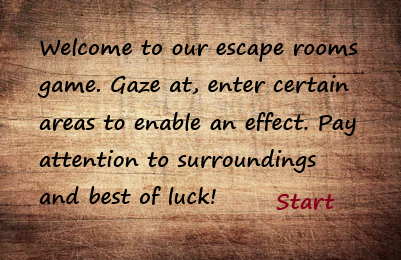 Welcome to our escape rooms
game. Gaze at, enter certain
areas to enable an effect. Pay
attention to surroundings
and best of luck! Start